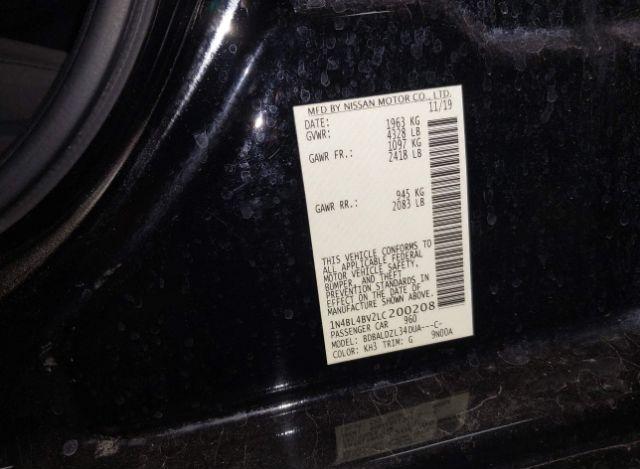 MFD BY NISSAN MOTOR CO., LTD.
DATE: 11/19
GVWR: 1963 KG
4328 LB
GAWR FR.: 1097 KG
2418 LB
GAWR RR.: 945 KG
2083 LB
THIS VEHICLE CONFORMS TO
ALL APPLICABLE FEDERAL
MOTOR VEHICLE SAFETY,
BUMPER, AND THEFT
PREVENTION STANDARDS IN
EFFECT ON THE DATE OF
MANUFACTURE SHOWN ABOVE.
1N4BL4BV2LC200208
PASSENGER CAR 960
MODEL: BDBALDZL34DUA---C-
COLOR: KH3 TRIM: G 9N00A